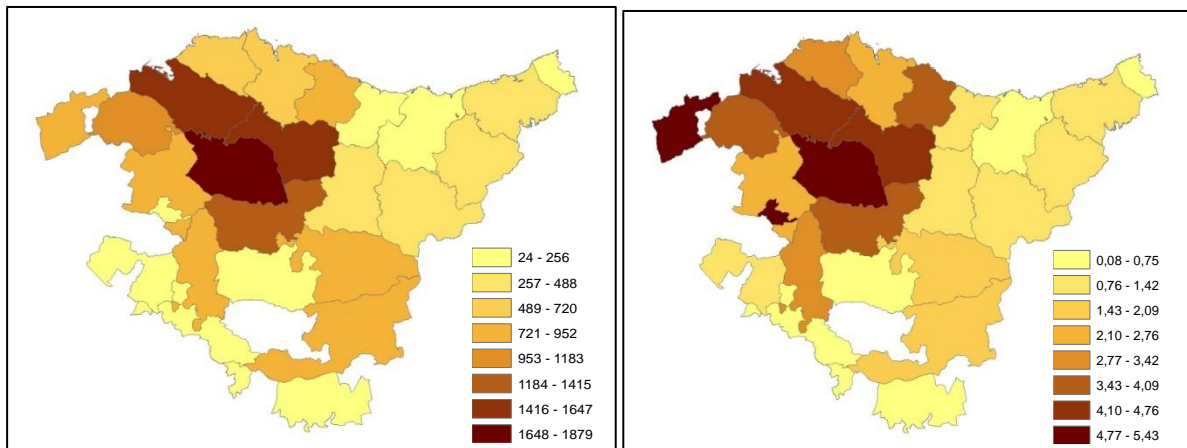 24 - 256
257 - 488
489 - 720
721 - 952
953 - 1183
1184 - 1415
1416 - 1647
1648 - 1879
0,08 - 0,75
0,76 - 1,42
1,43 - 2,09
2,10 - 2,76
2,77 - 3,42
3,43 - 4,09
4,10 - 4,76
4,77 - 5,43